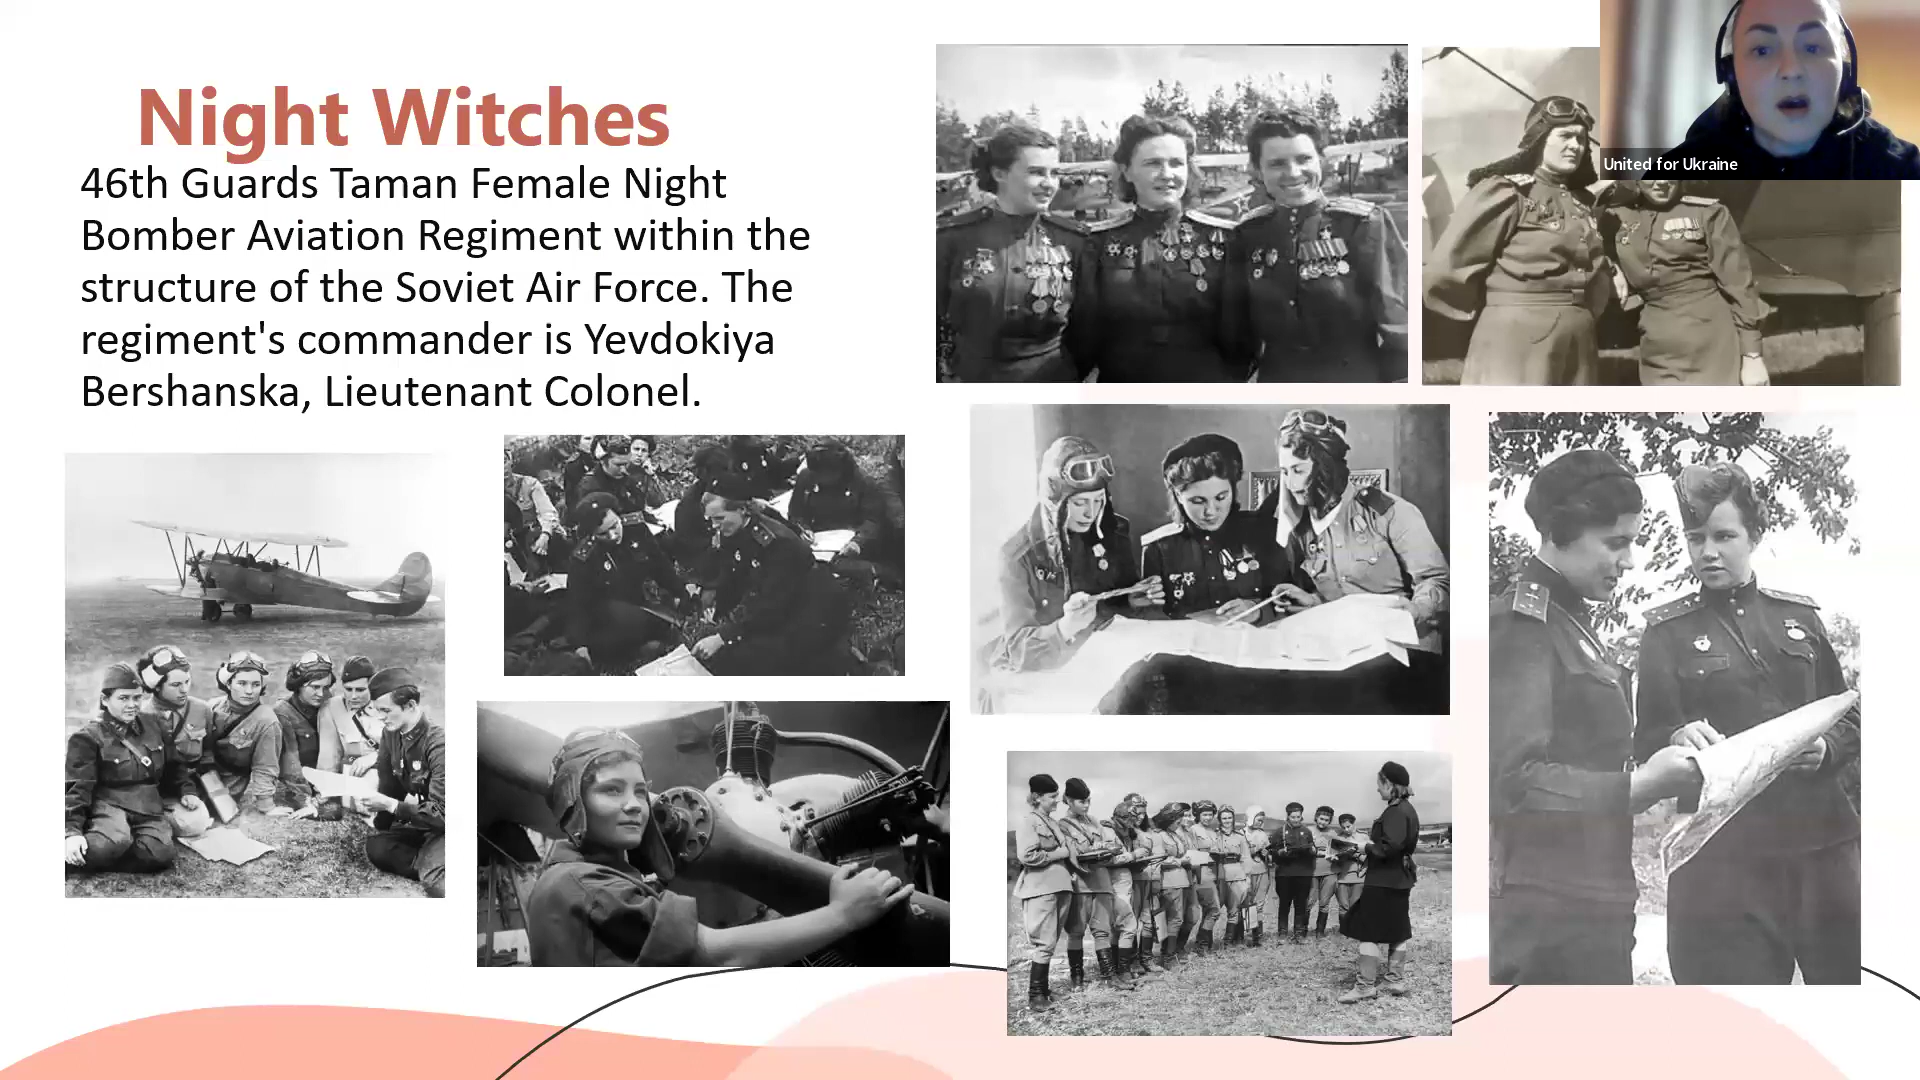 Night Witches
46th Guards Taman Female Night
Bomber Aviation Regiment within the
structure of the Soviet Air Force. The
regiment's commander is Yevdokiya
Bershanska, Lieutenant Colonel.
United for Ukraine